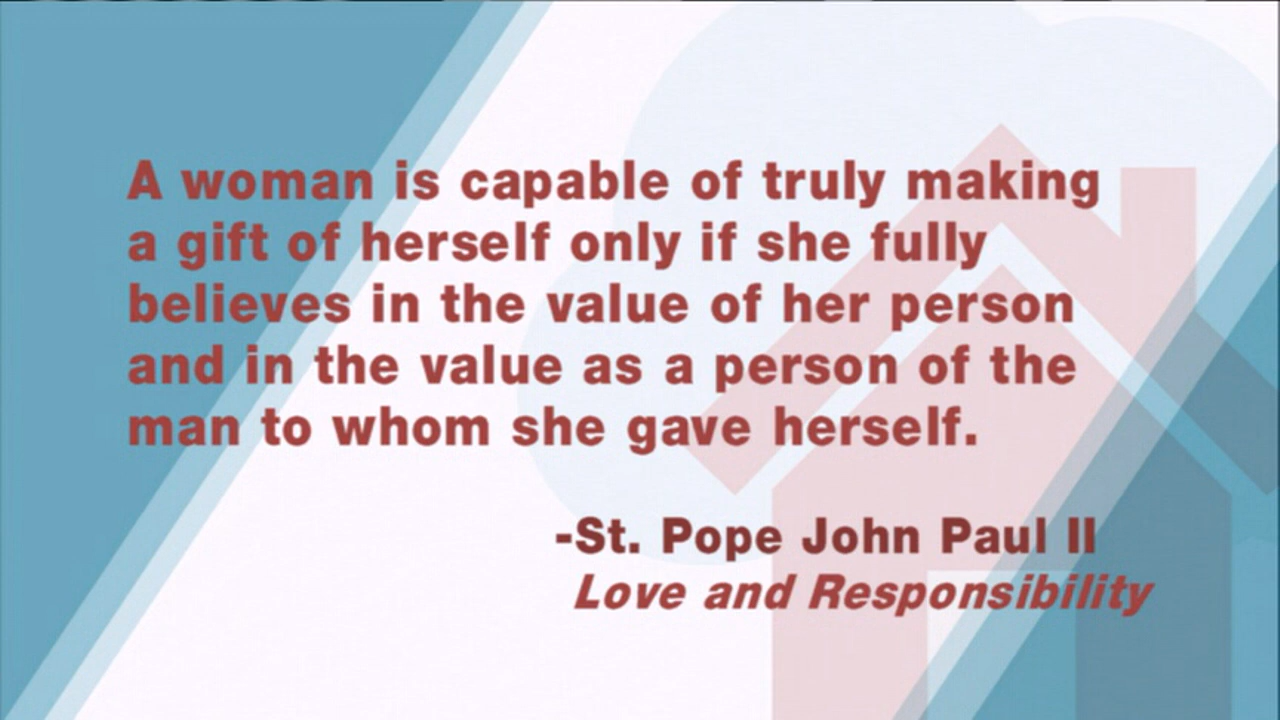 A woman is capable of truly making
a gift of herself only if she fully
believes in the value of her person
and in the value as a person of the
man to whom she gave herself.
-St. Pope John Paul II
Love and Responsibility